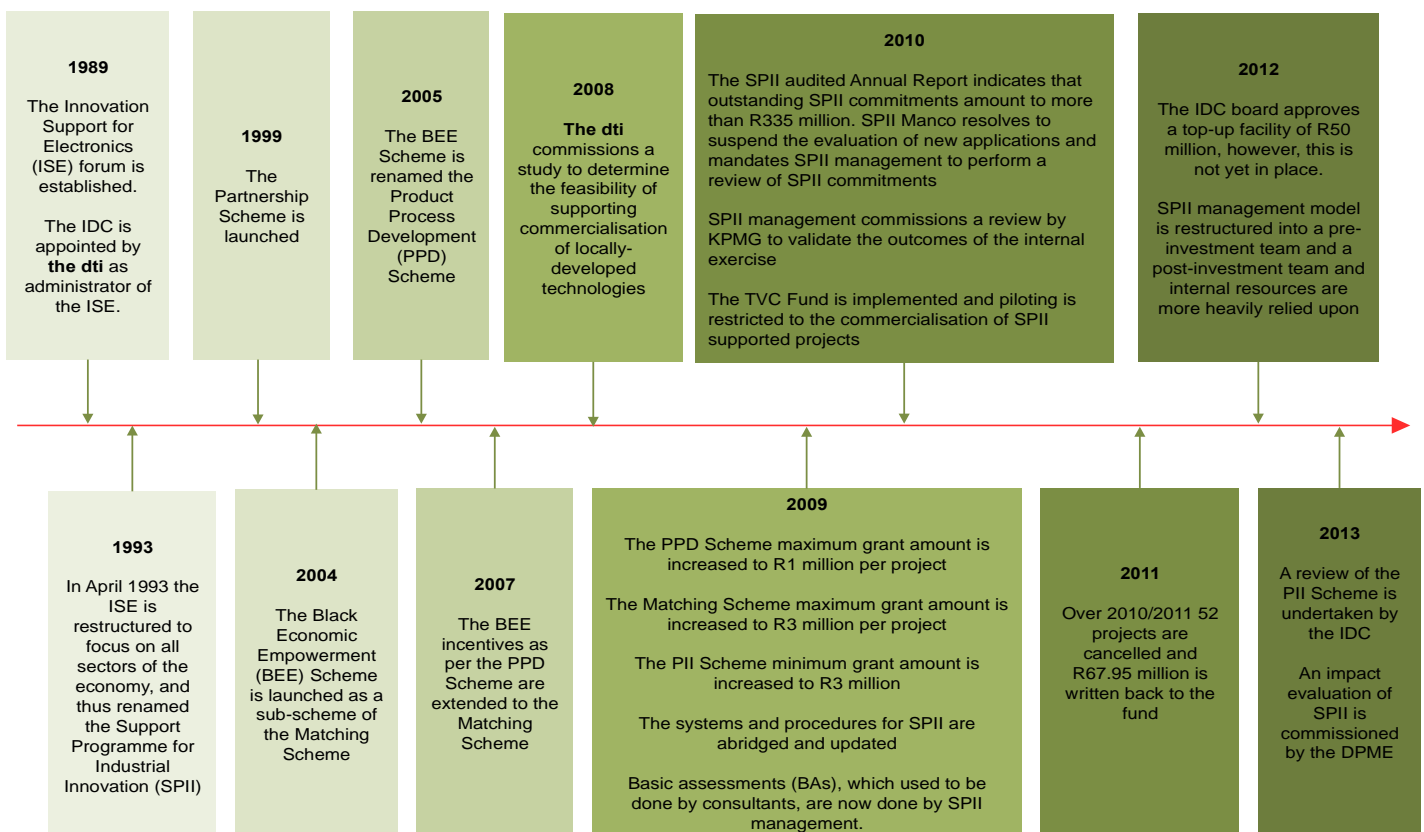 1989
The Innovation
Support for
Electronics
(ISE) forum is
established.
The IDC is
appointed by
the dti as
administrator of
the ISE.
1999
The
Partnership
Scheme is
launched
2005
The BEE
Scheme is
renamed the
Product
Process
Development
(PPD)
Scheme
2008
The dti
commissions a
study to determine
the feasibility of
supporting
commercialisation
of locally-
developed
technologies
2010
The SPII audited Annual Report indicates that
outstanding SPII commitments amount to more
than R335 million. SPII Manco resolves to
suspend the evaluation of new applications and
mandates SPII management to perform a
review of SPII commitments
SPII management commissions a review by
KPMG to validate the outcomes of the internal
exercise
The TVC Fund is implemented and piloting is
restricted to the commercialisation of SPII
supported projects
2012
The IDC board approves
a top-up facility of R50
million, however, this is
not yet in place.
SPII management model
is restructured into a pre-
investment team and a
post-investment team and
internal resources are
more heavily relied upon
1993
In April 1993 the
ISE is
restructured to
focus on all
sectors of the
economy, and
thus renamed
the Support
Programme for
Industrial
Innovation (SPII)
2004
The Black
Economic
Empowerment
(BEE) Scheme
is launched as a
sub-scheme of
the Matching
Scheme
2007
The BEE
incentives as
per the PPD
Scheme are
extended to the
Matching
Scheme
2009
The PPD Scheme maximum grant amount is
increased to R1 million per project
The Matching Scheme maximum grant amount is
increased to R3 million per project
The PII Scheme minimum grant amount is
increased to R3 million
The systems and procedures for SPII are
abridged and updated
Basic assessments (BAs), which used to be
done by consultants, are now done by SPII
management.
2011
Over 2010/2011 52
projects are
cancelled and
R67.95 million is
written back to the
fund
2013
A review of the
PII Scheme is
undertaken by
the IDC
An impact
evaluation of
SPII is
commissioned
by the DPME